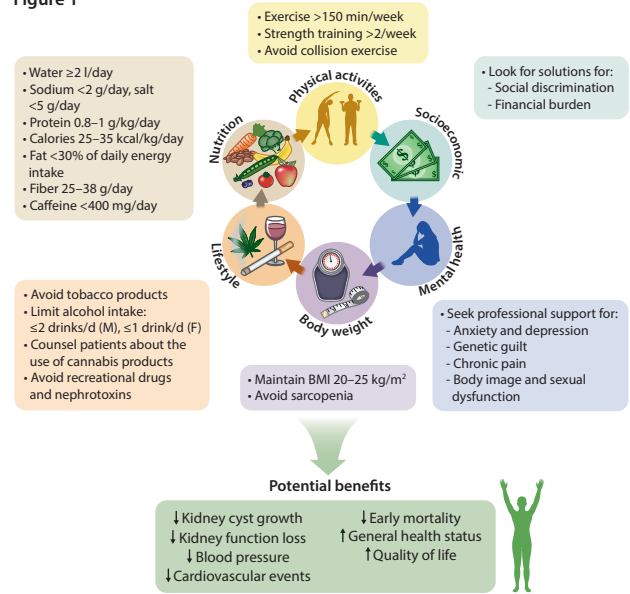 Figure 1
• Exercise >150 min/week
• Strength training >2/week
• Avoid collision exercise
• Water ≥2 l/day
• Sodium <2 g/day, salt
<5 g/day
• Protein 0.8–1 g/kg/day
• Calories 25–35 kcal/kg/day
• Fat <30% of daily energy
intake
• Fiber 25–38 g/day
• Caffeine <400 mg/day
• Look for solutions for:
- Social discrimination
- Financial burden
Physical activities
Socioeconomic
Nutrition
Lifestyle
Mental health
Body weight
• Avoid tobacco products
• Limit alcohol intake:
≤2 drinks/d (M), ≤1 drink/d (F)
• Counsel patients about the
use of cannabis products
• Avoid recreational drugs
and nephrotoxins
• Maintain BMI 20–25 kg/m²
• Avoid sarcopenia
• Seek professional support for:
- Anxiety and depression
- Genetic guilt
- Chronic pain
- Body image and sexual
dysfunction
Potential benefits
↓Kidney cyst growth
↓Kidney function loss
↓Blood pressure
↓Cardiovascular events
↓Early mortality
↑General health status
↑Quality of life